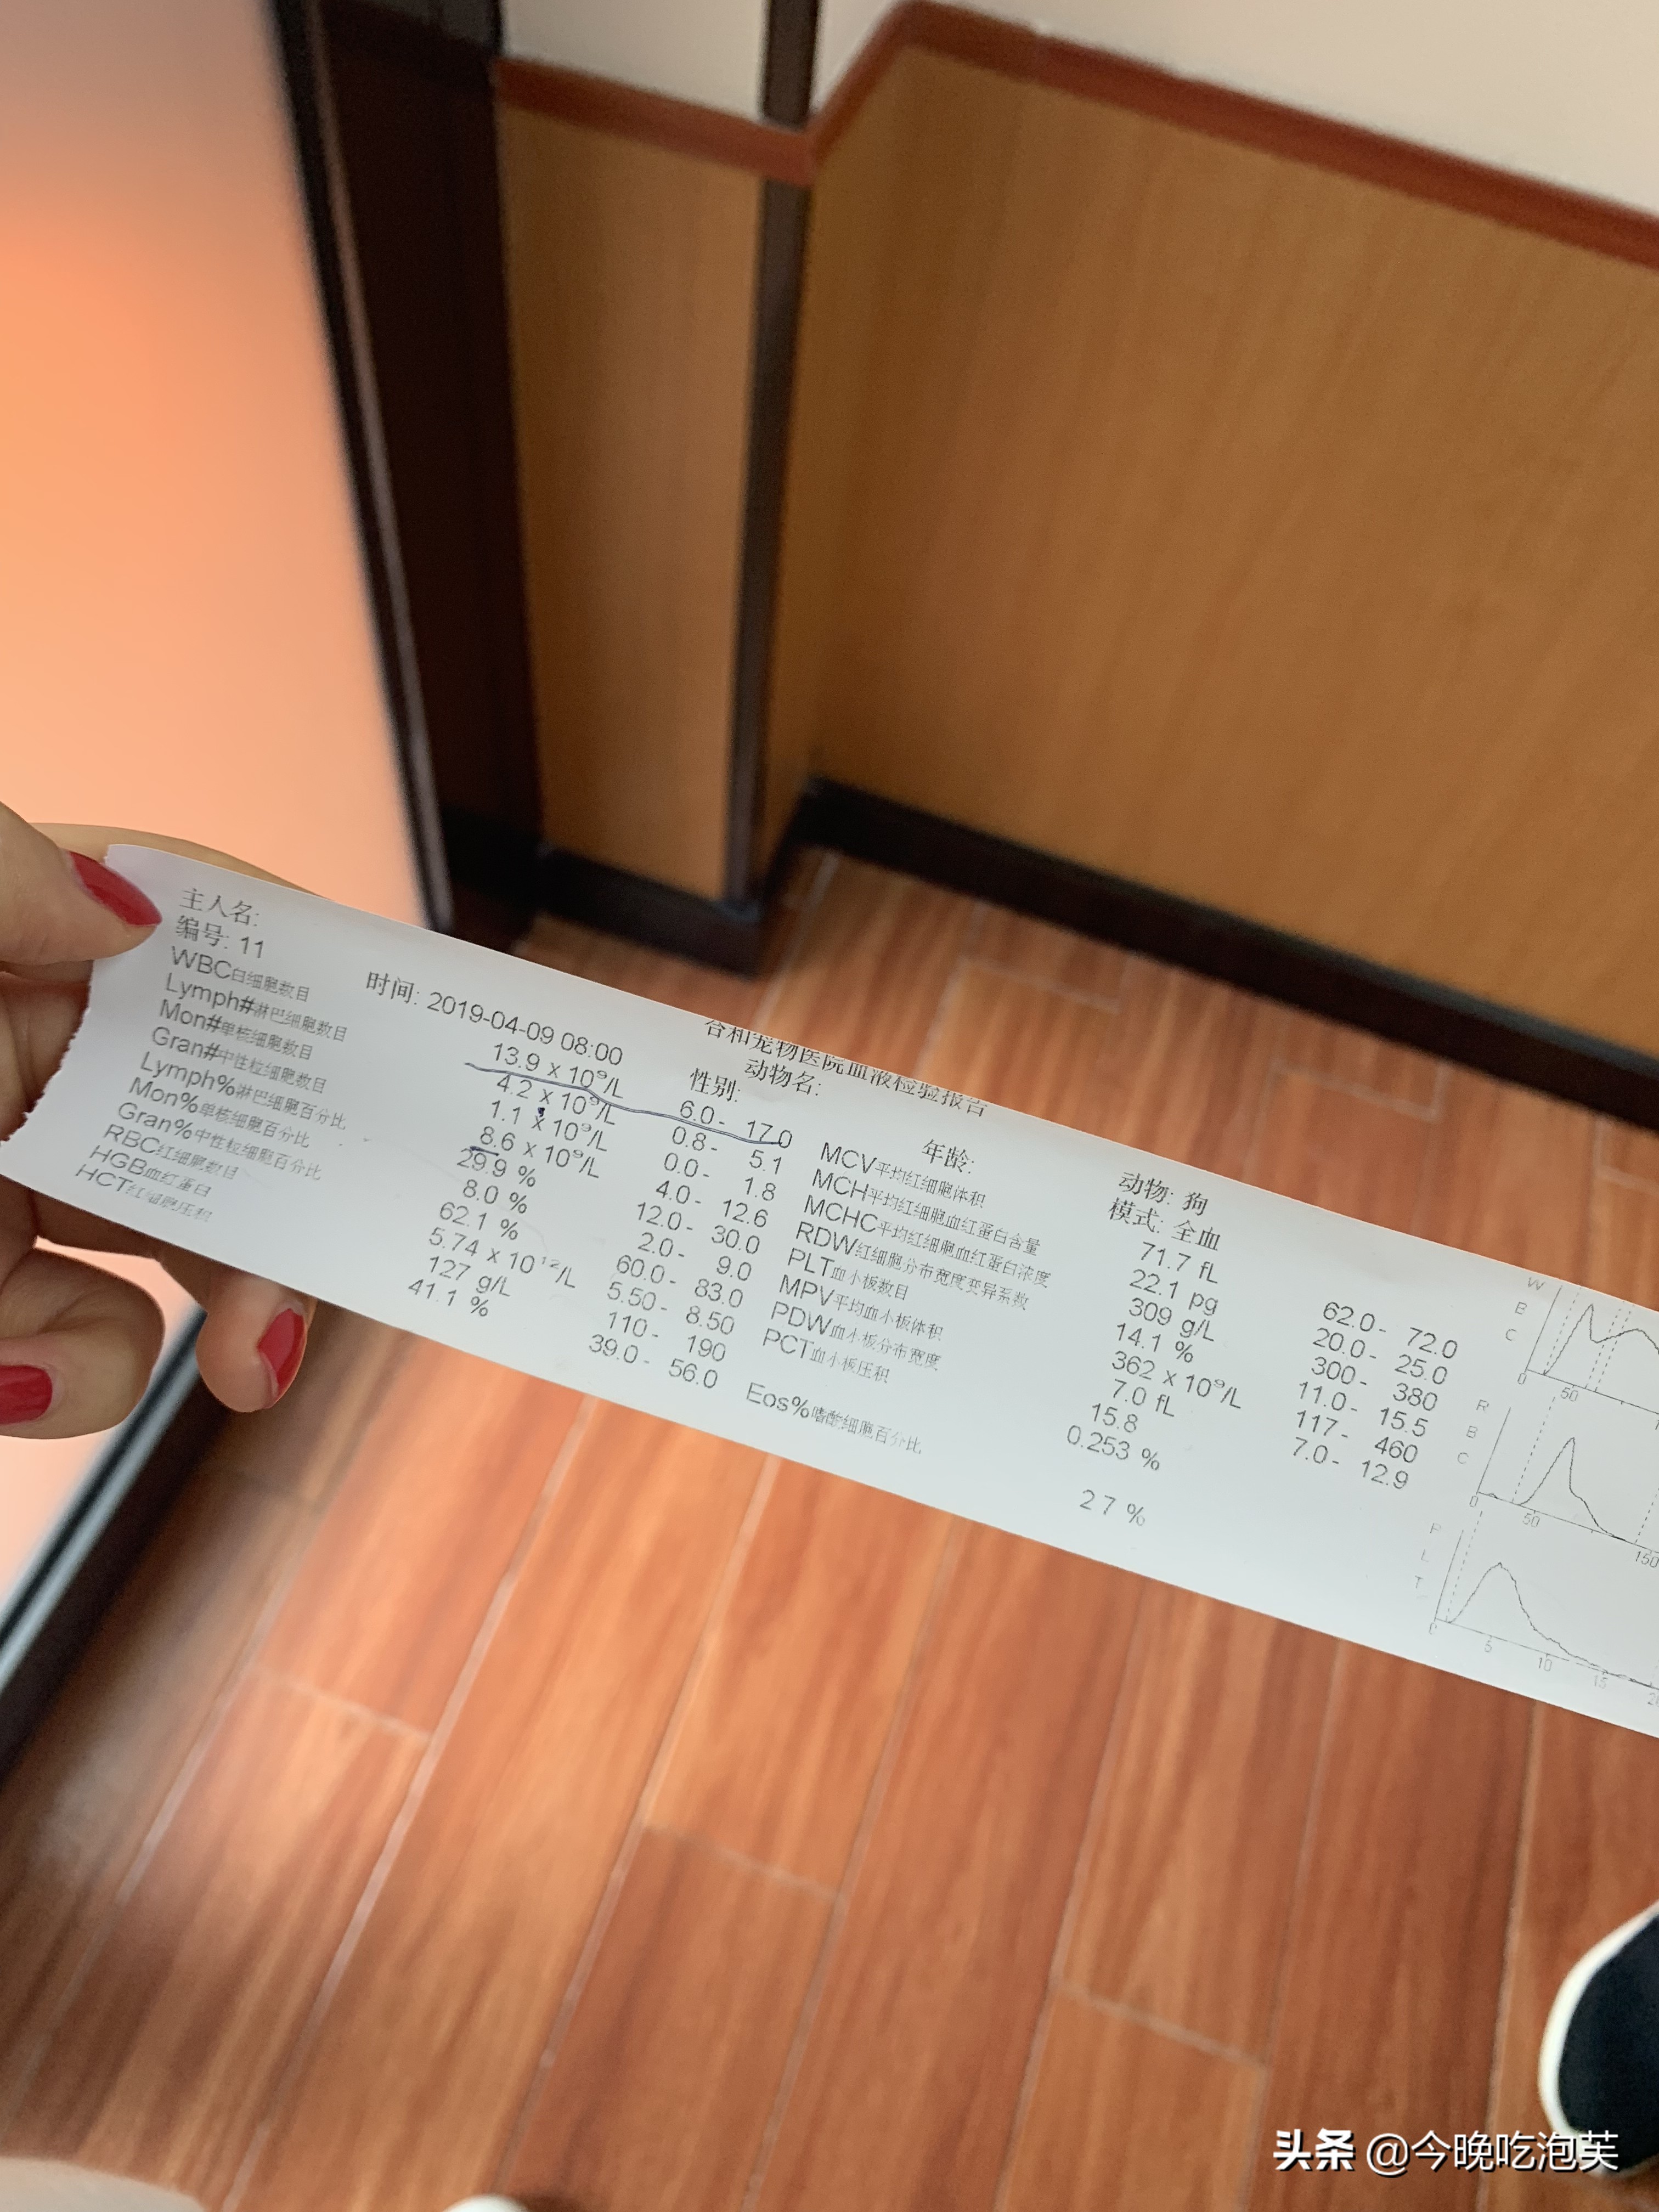 宠物医院血液检验报告
主人名: 动物名:
编号: 11 时间: 2019-04-09 08:00 性别: 年龄: 动物: 狗
模式: 全血
WBC白细胞数目 13.9 x 10⁹/L 6.0- 17.0
Lymph#淋巴细胞数目 4.2 x 10⁹/L 0.8- 5.1
Mon#单核细胞数目 1.1 x 10⁹/L 0.0- 1.8
Gran#中性粒细胞数目 8.6 x 10⁹/L 4.0- 12.6
Lymph%淋巴细胞百分比 29.9 % 12.0- 30.0
Mon%单核细胞百分比 8.0 % 2.0- 9.0
Gran%中性粒细胞百分比 62.1 % 60.0- 83.0
RBC红细胞数目 5.74 x 10¹²/L 5.50- 8.50
HGB血红蛋白 127 g/L 110- 190
HCT红细胞压积 41.1 % 39.0- 56.0
MCV平均红细胞体积 71.7 fL 62.0- 72.0
MCH平均红细胞血红蛋白含量 22.1 pg 20.0- 25.0
MCHC平均红细胞血红蛋白浓度 309 g/L 300- 380
RDW红细胞分布宽度变异系数 14.1 % 11.0- 15.5
PLT血小板数目 362 x 10⁹/L 117- 460
MPV平均血小板体积 7.0 fL 7.0- 12.9
PDW血小板分布宽度 15.8
PCT血小板压积 0.253 %
Eos%嗜酸细胞百分比 2 7 %
W
B
C
0 50
R
B
C
0 50 150
P
L
T
0 5 10 15
头条 @今晚吃泡芙